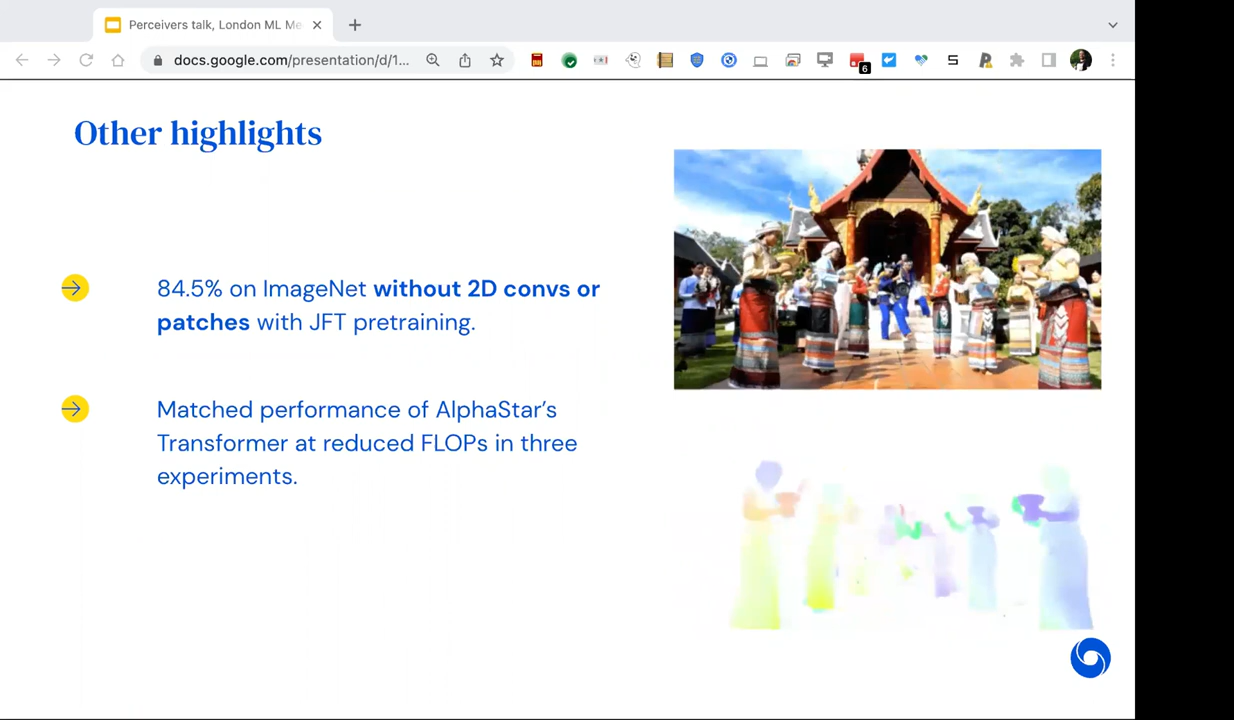 Perceivers talk, London ML Me
docs.google.com/presentation/d/1...
6
S
Other highlights
84.5% on ImageNet without 2D convs or
patches with JFT pretraining.
Matched performance of AlphaStar's
Transformer at reduced FLOPs in three
experiments.